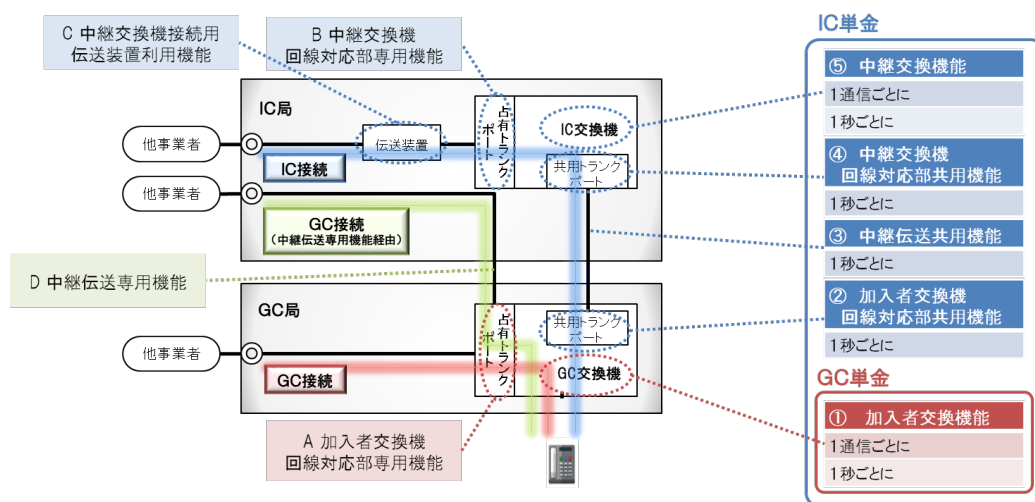 C 中継交換機接続用
伝送装置利用機能
B 中継交換機
回線対応部専用機能
IC局
他事業者
伝送装置
占有トランク
ポート
IC交換機
IC接続
共用トランク
ポート
他事業者
GC接続
（中継伝送専用機能経由）
D 中継伝送専用機能
GC局
占有トランク
ポート
共用トランク
ポート
他事業者
GC接続
GC交換機
A 加入者交換機
回線対応部専用機能
IC単金
⑤ 中継交換機能
1通信ごとに
1秒ごとに
④ 中継交換機
回線対応部共用機能
1秒ごとに
③ 中継伝送共用機能
1秒ごとに
② 加入者交換機
回線対応部共用機能
1秒ごとに
GC単金
① 加入者交換機能
1通信ごとに
1秒ごとに